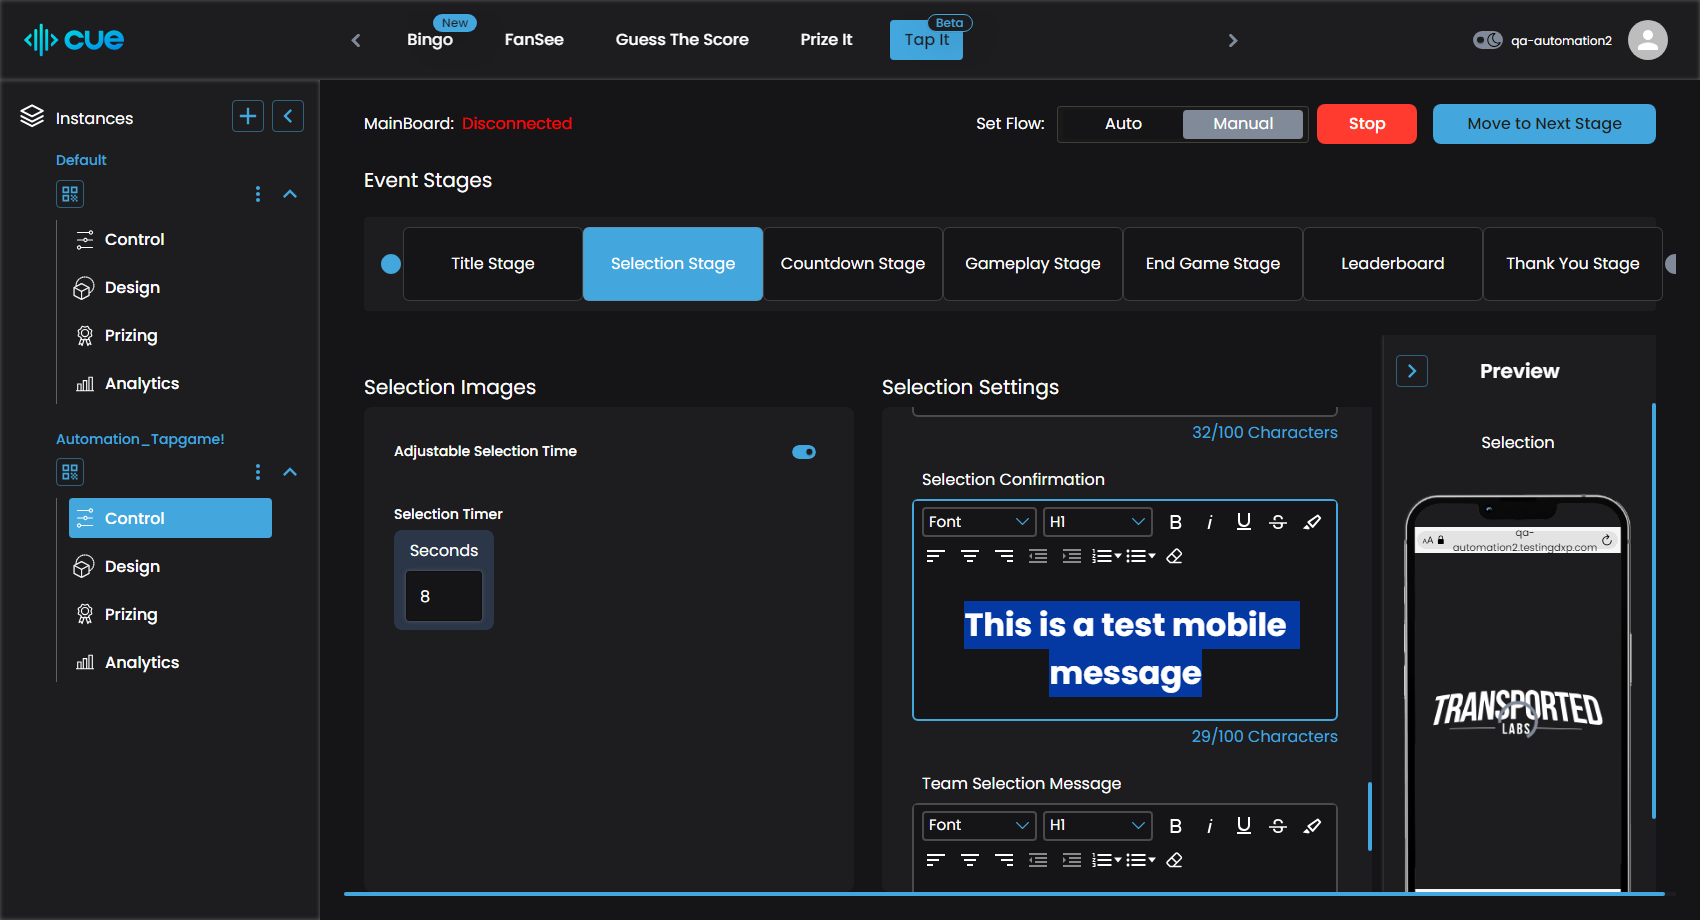 cue
New
Bingo
FanSee
Guess The Score
Prize It
Beta
Tap It
qa-automation2
Instances
Default
Control
Design
Prizing
Analytics
Automation_Tapgame!
Control
Design
Prizing
Analytics
MainBoard: Disconnected
Set Flow:
Auto
Manual
Stop
Move to Next Stage
Event Stages
Title Stage
Selection Stage
Countdown Stage
Gameplay Stage
End Game Stage
Leaderboard
Thank You Stage
Selection Images
Adjustable Selection Time
Selection Timer
Seconds
8
Selection Settings
32/100 Characters
Selection Confirmation
Font
H1
B
i
U
S
This is a test mobile
message
29/100 Characters
Team Selection Message
Font
H1
B
i
U
S
Preview
Selection
AA
qa-
automation2.testingdxp.com
TRANSPORTED
LABS